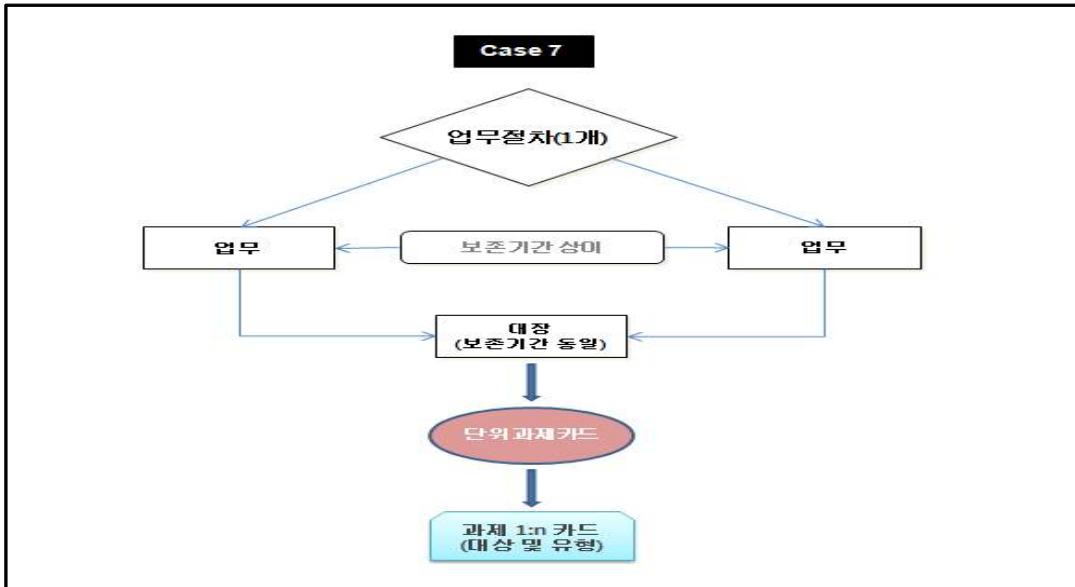 Case 7
업무절차(1개)
업무
보존기간 상이
업무
대장
(보존기간 동일)
단위과제카드
과제 1:n 카드
(대상 및 유형)